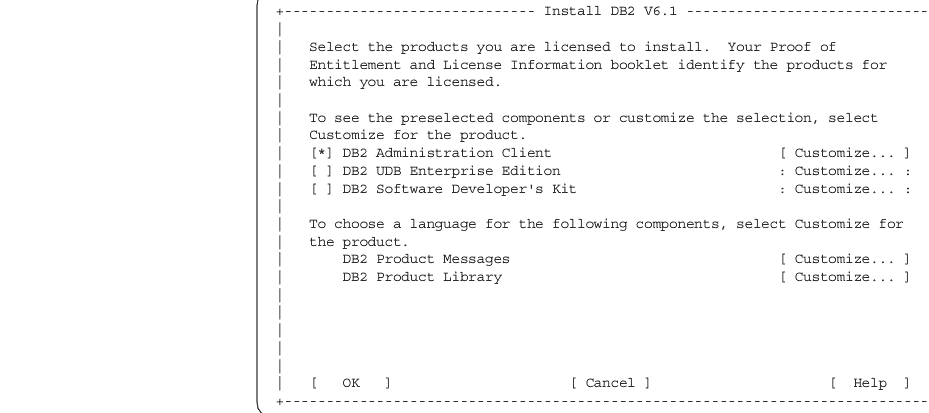 +------------------------------ Install DB2 V6.1 -----------------------------
|
|   Select the products you are licensed to install.  Your Proof of
|   Entitlement and License Information booklet identify the products for
|   which you are licensed.
|
|   To see the preselected components or customize the selection, select
|   Customize for the product.
|   [*] DB2 Administration Client                           [ Customize... ]
|   [ ] DB2 UDB Enterprise Edition                          : Customize... :
|   [ ] DB2 Software Developer's Kit                        : Customize... :
|
|   To choose a language for the following components, select Customize for
|   the product.
|       DB2 Product Messages                                [ Customize... ]
|       DB2 Product Library                                 [ Customize... ]
|
|
|
|
|
|   [   OK   ]                     [ Cancel ]                     [  Help  ]
+-----------------------------------------------------------------------------